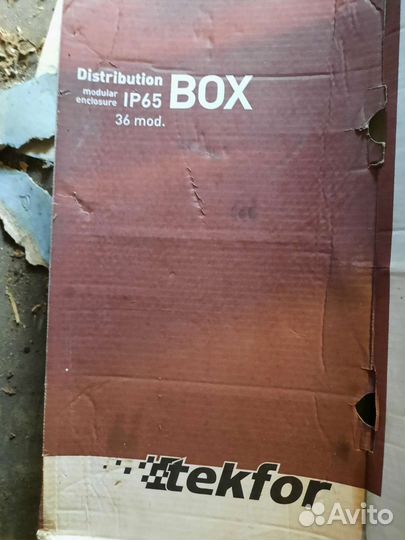 Distribution
modular
enclosure IP65 BOX
36 mod.
tekfor
Avito